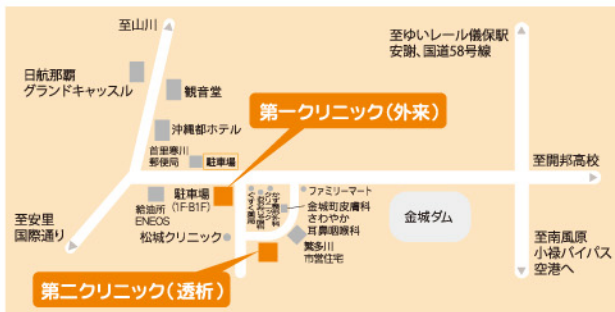 至山川
至ゆいレール儀保駅
安謝、国道58号線
日航那覇
グランドキャッスル
観音堂
第一クリニック(外来)
沖縄都ホテル
首里寒川
郵便局
駐車場
至開邦高校
給油所
ENEOS
駐車場
(1F・B1F)
ファミリーマート
金城町皮膚科
さわやか
耳鼻咽喉科
金城ダム
至安里
国際通り
松城クリニック
繁多川
市営住宅
至南風原
小禄バイパス
空港へ
第二クリニック(透析)